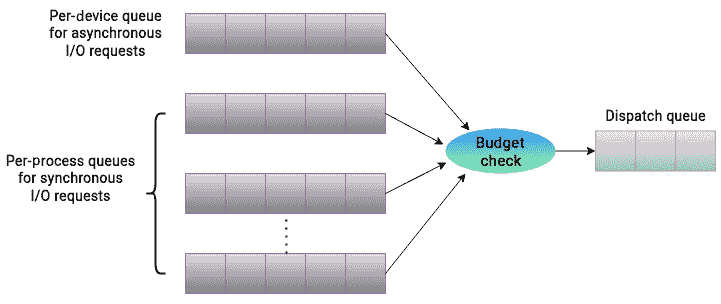 Per-device queue
for asynchronous
I/O requests
Per-process queues
for synchronous
I/O requests
Budget
check
Dispatch queue